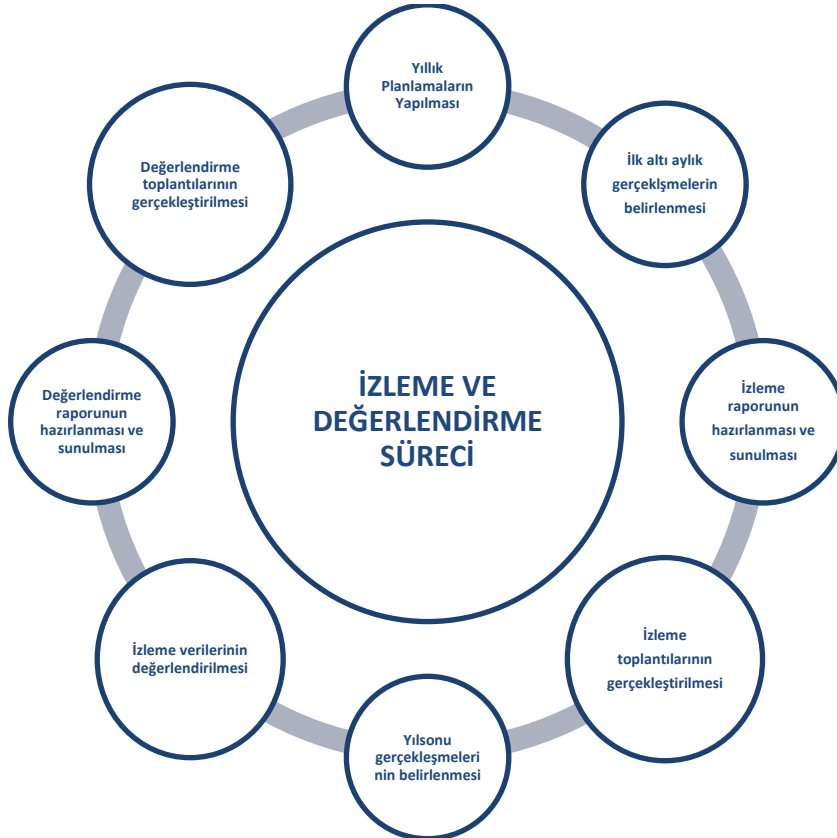 Yıllık
Planlamaların
Yapılması
İlk altı aylık
gerçeklşmelerin
belirlenmesi
İzleme
raporunun
hazırlanması ve
sunulması
İzleme
toplantılarının
gerçekleştirilmesi
Yılsonu
gerçekleşmeleri
nin belirlenmesi
İzleme verilerinin
değerlendirilmesi
Değerlendirme
raporunun
hazırlanması ve
sunulması
Değerlendirme
toplantılarının
gerçekleştirilmesi
İZLEME VE
DEĞERLENDİRME
SÜRECİ